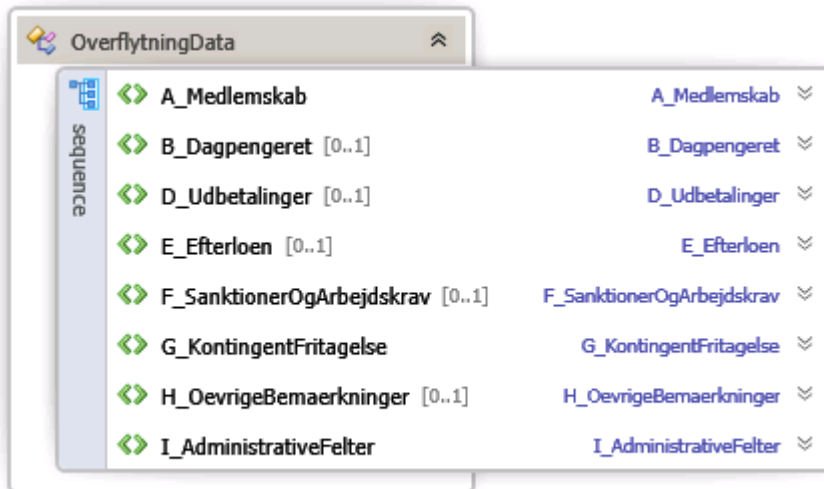 OverflytningData
sequence
A_Medlemskab A_Medlemskab
B_Dagpengeret [0..1] B_Dagpengeret
D_Udbetalinger [0..1] D_Udbetalinger
E_Efterloen [0..1] E_Efterloen
F_SanktionerOgArbejdskrav [0..1] F_SanktionerOgArbejdskrav
G_KontingentFritagelse G_KontingentFritagelse
H_OevrigeBemaerkninger [0..1] H_OevrigeBemaerkninger
I_AdministrativeFelter I_AdministrativeFelter